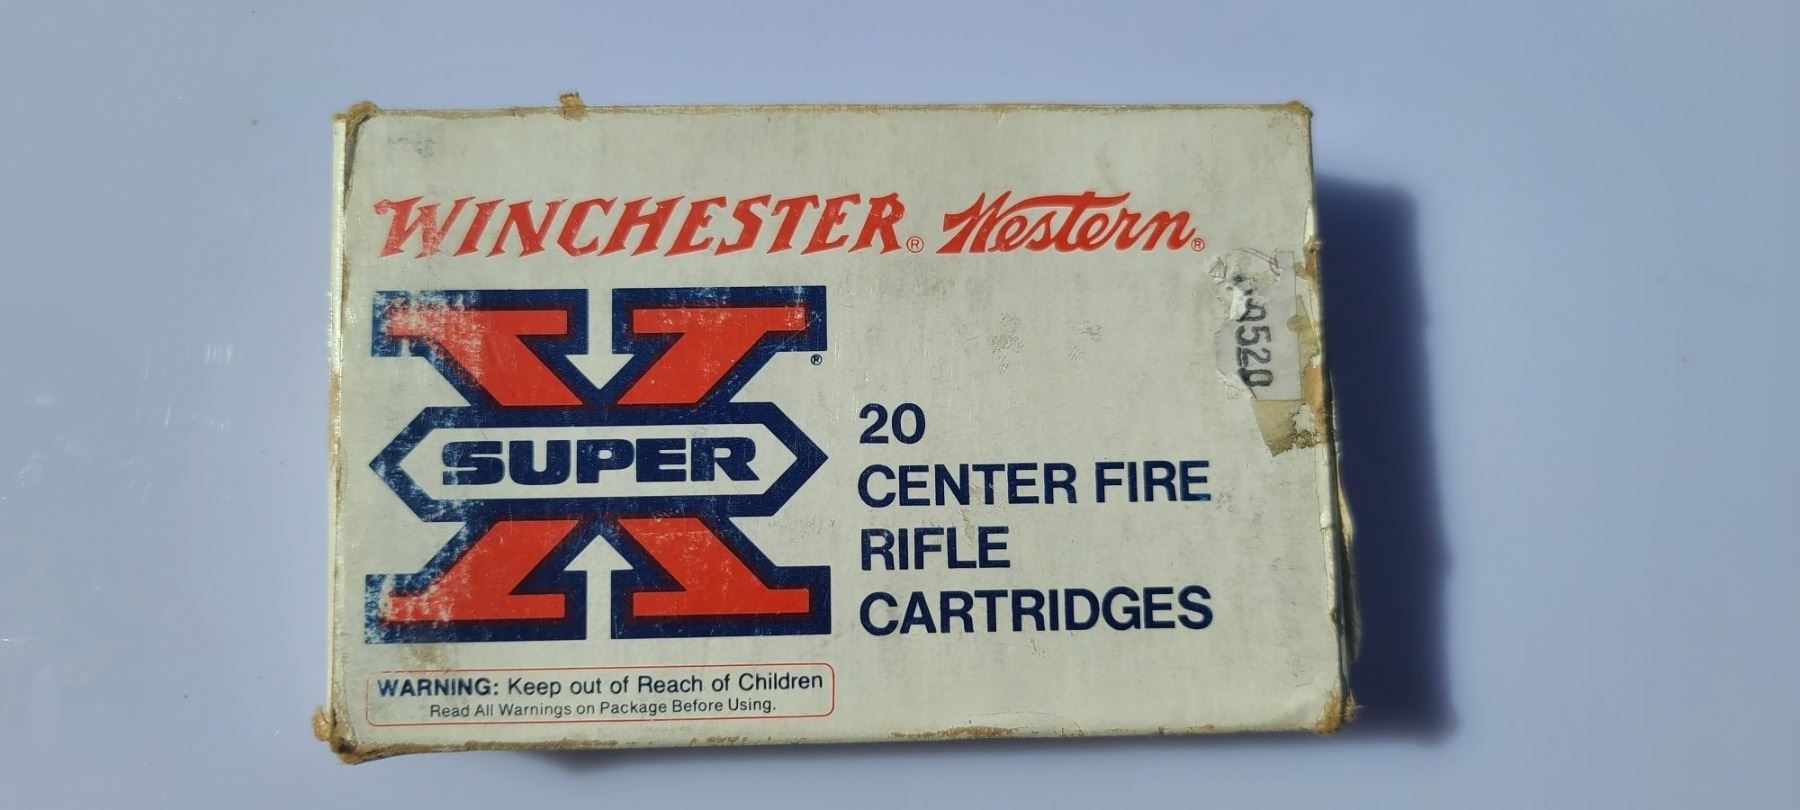 WINCHESTER® Western®
SUPER X®
20
CENTER FIRE
RIFLE
CARTRIDGES
WARNING: Keep out of Reach of Children
Read All Warnings on Package Before Using.
9520